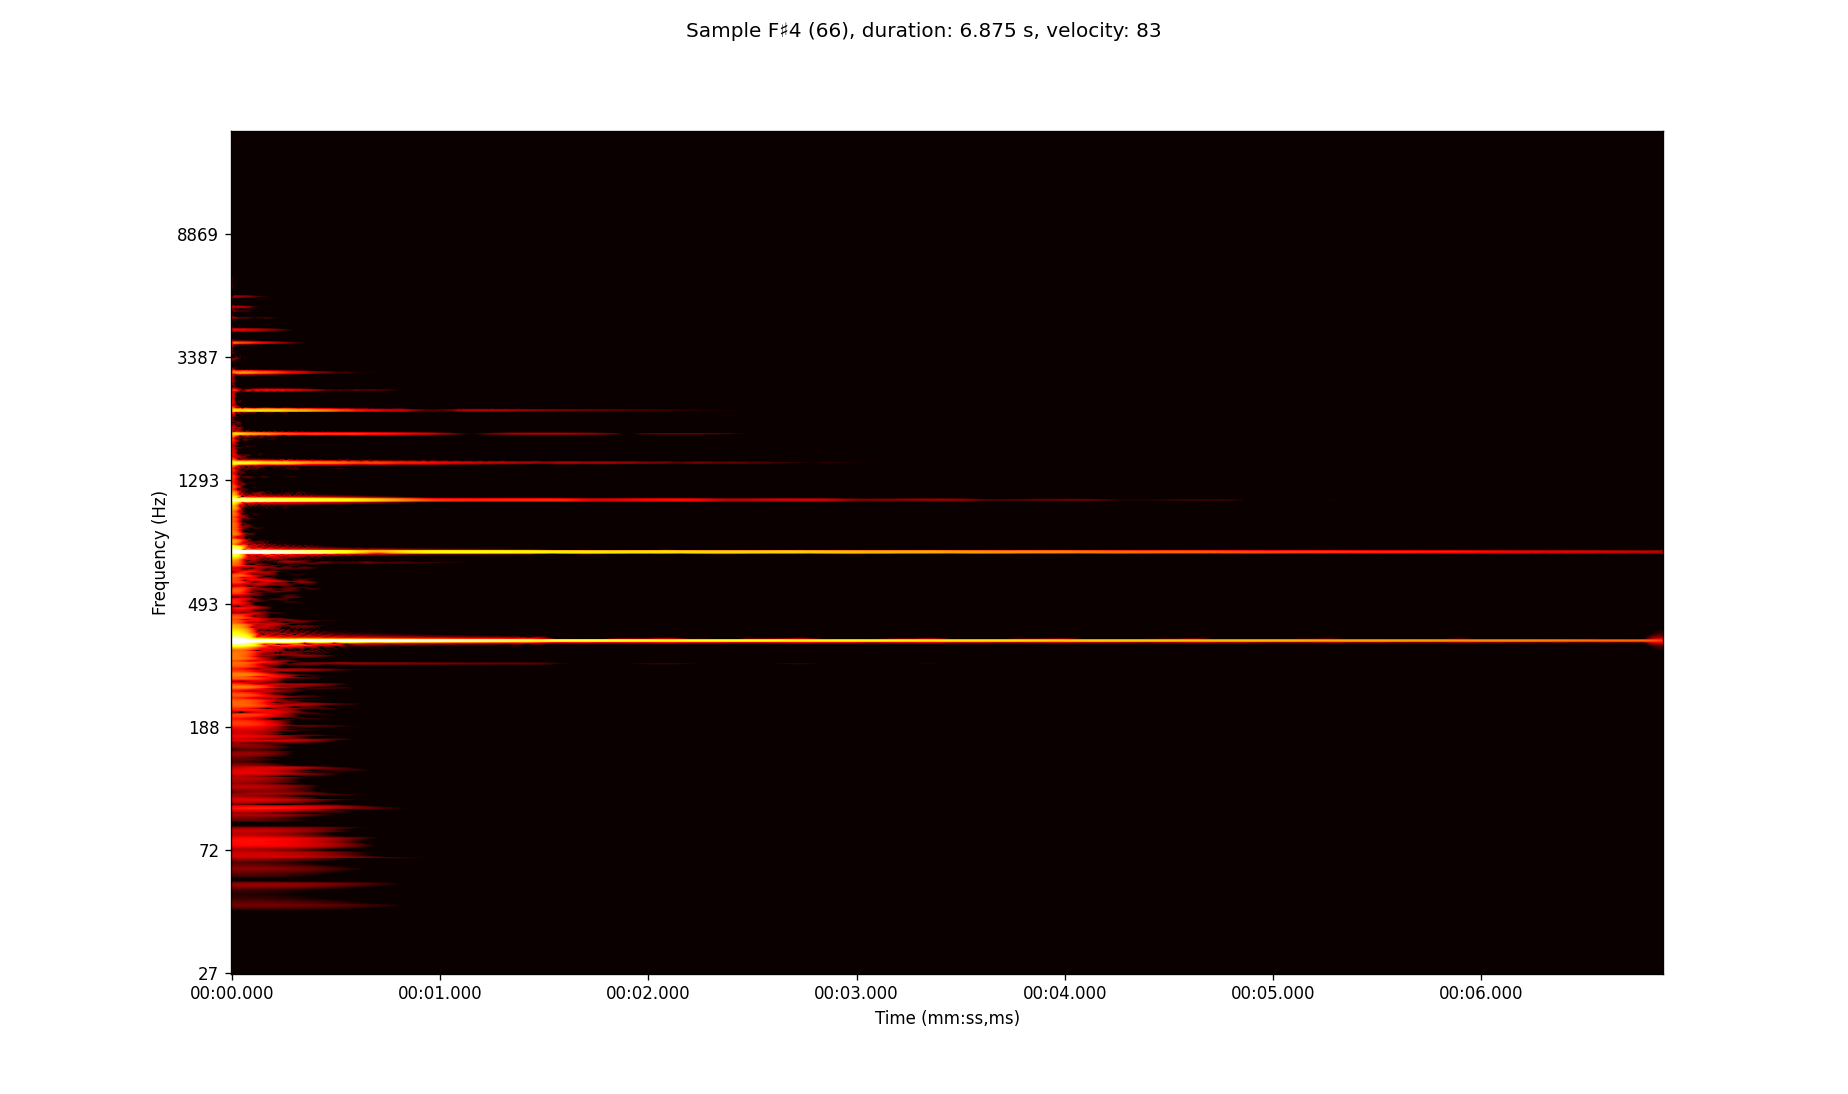 Sample F♯4 (66), duration: 6.875 s, velocity: 83
Frequency (Hz)
8869
3387
1293
493
188
72
27
00:00.000 00:01.000 00:02.000 00:03.000 00:04.000 00:05.000 00:06.000
Time (mm:ss,ms)